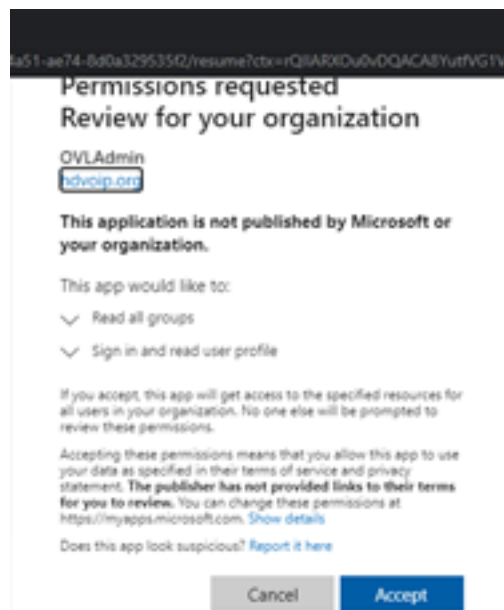 Permissions requested
Review for your organization
OVLAdmin
hdvoip.org
This application is not published by Microsoft or
your organization.
This app would like to:
Read all groups
Sign in and read user profile
If you accept, this app will get access to the specified resources for
all users in your organization. No one else will be prompted to
review these permissions.
Accepting these permissions means that you allow this app to use
your data as specified in their terms of service and privacy
statement. The publisher has not provided links to their terms
for you to review. You can change these permissions at
https://myapps.microsoft.com. Show details
Does this app look suspicious? Report it here
Cancel Accept